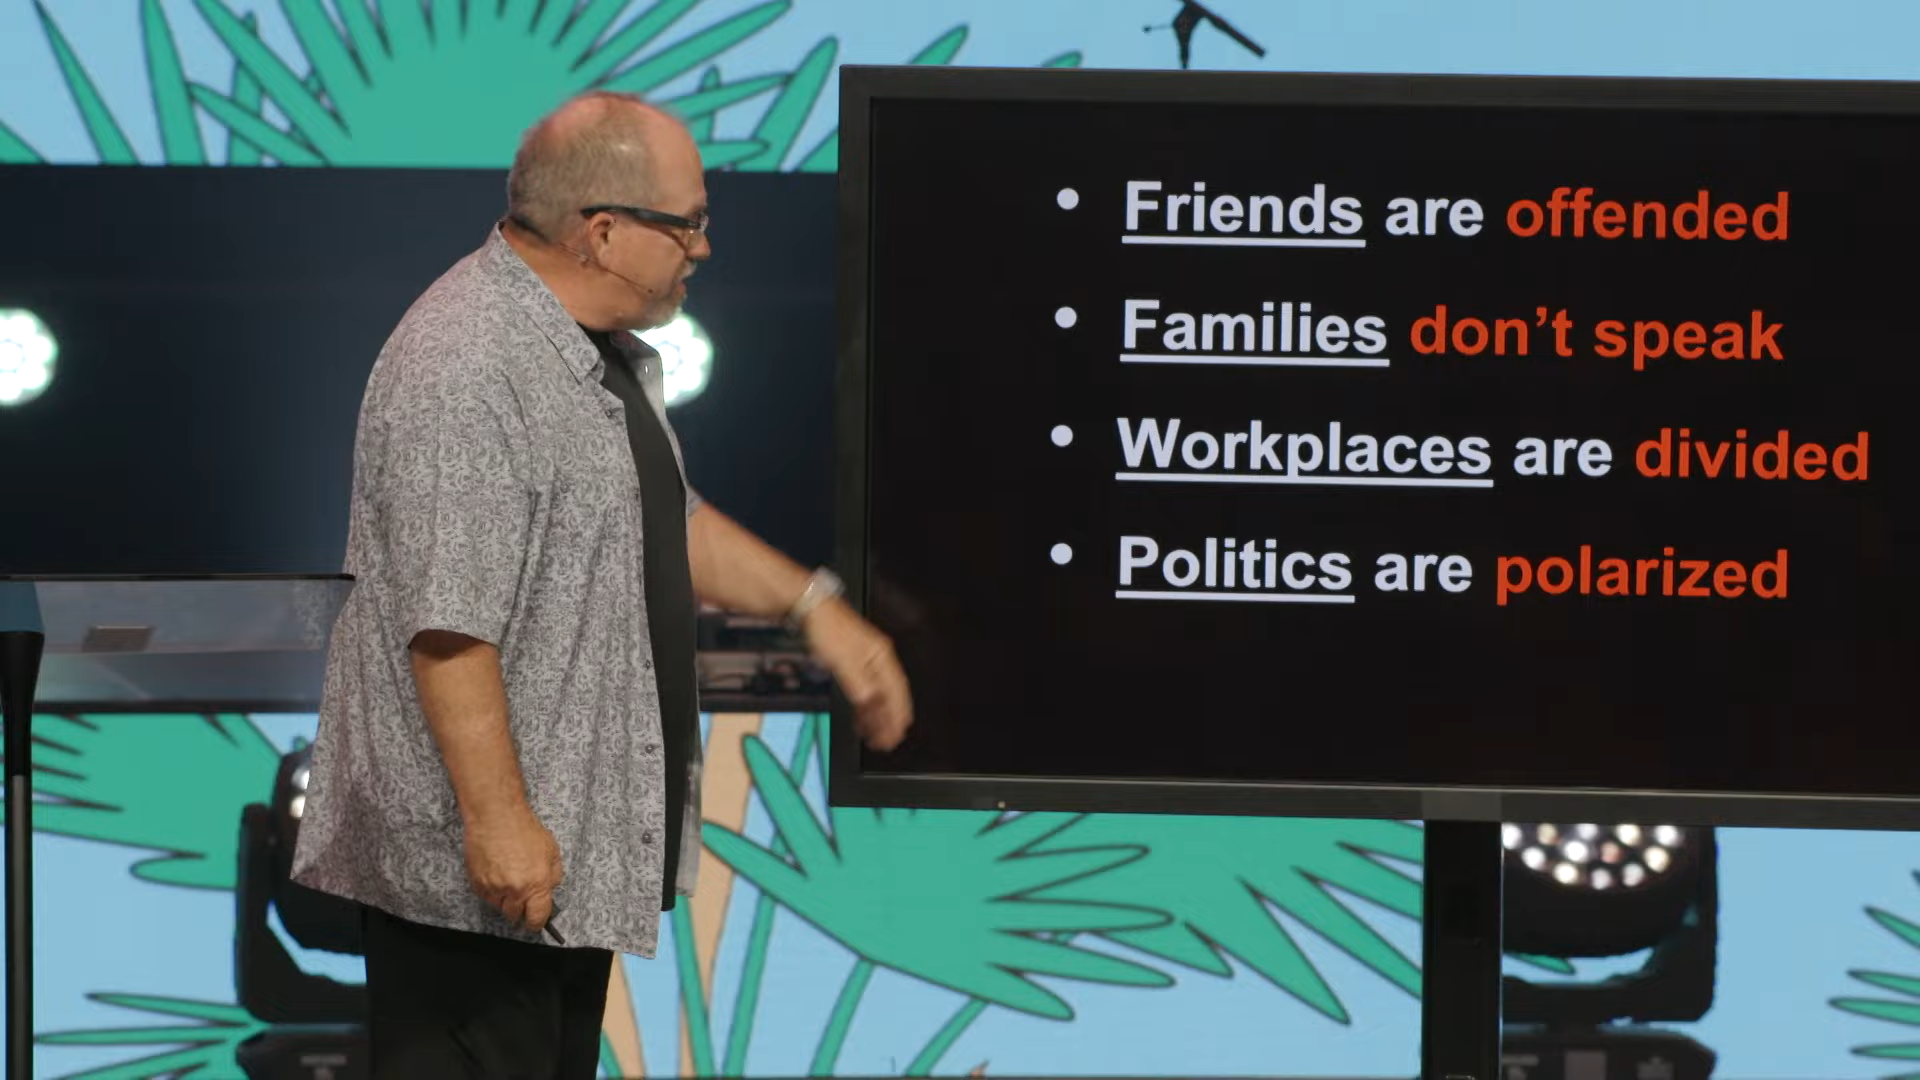 • Friends are offended
• Families don’t speak
• Workplaces are divided
• Politics are polarized